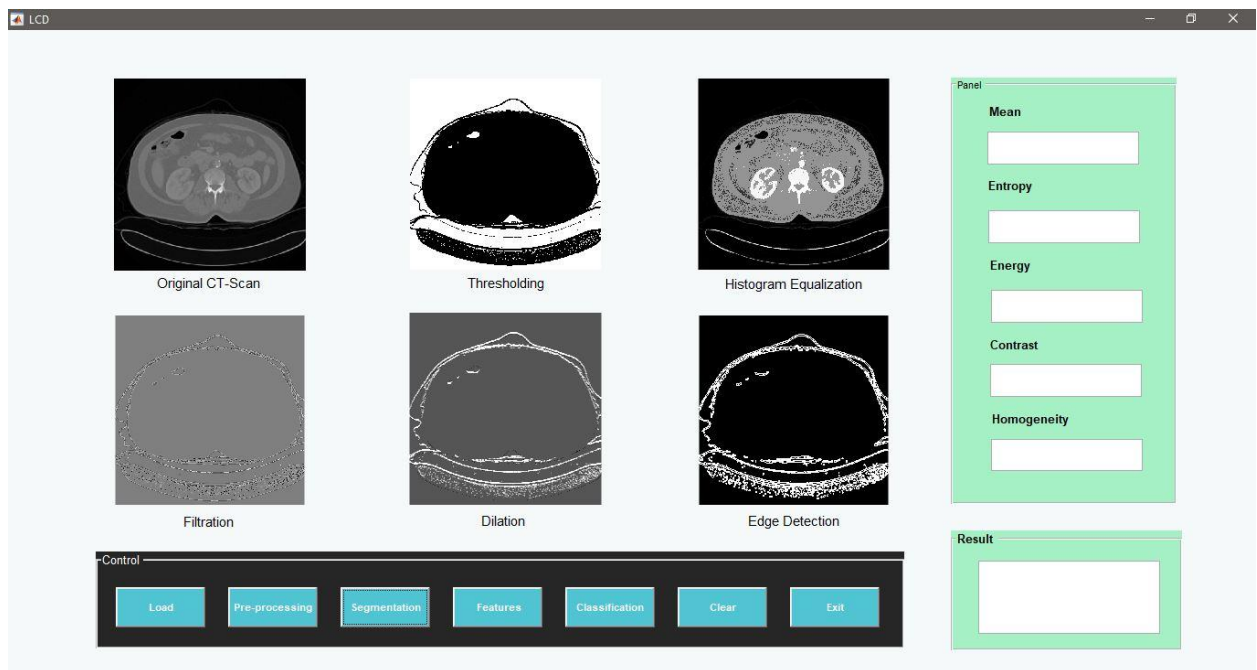 LCD
Original CT-Scan
Thresholding
Histogram Equalization
Filtration
Dilation
Edge Detection
Panel
Mean
Entropy
Energy
Contrast
Homogeneity
Control
Load
Pre-processing
Segmentation
Features
Classification
Clear
Exit
Result